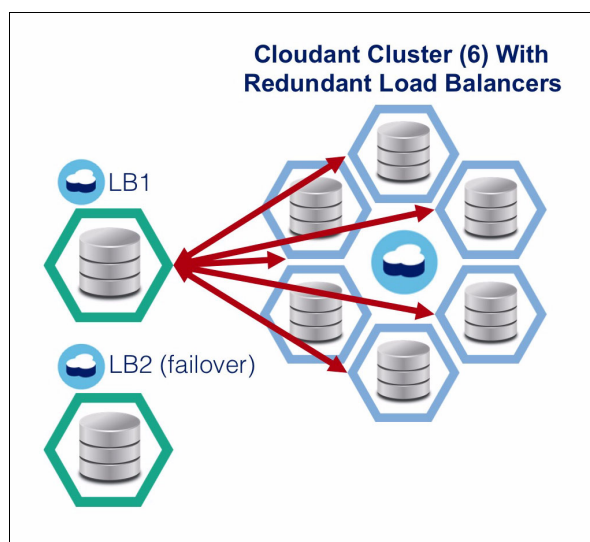 Cloudant Cluster (6) With
Redundant Load Balancers
LB1
LB2 (failover)